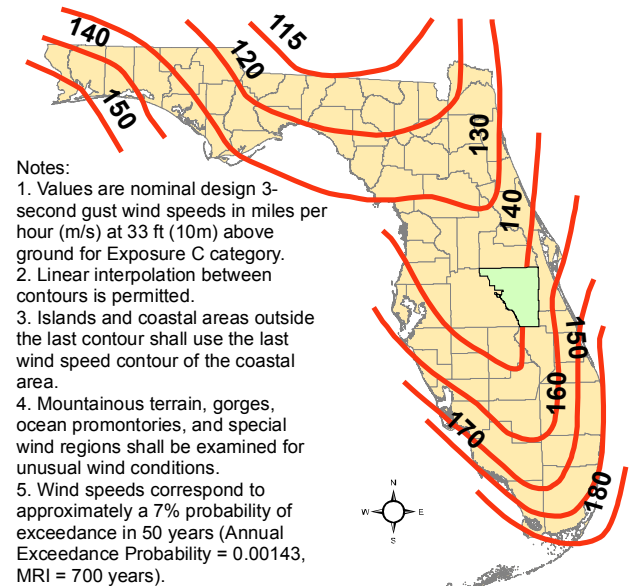 140
115
120
150
130
140
Notes:
1. Values are nominal design 3-
second gust wind speeds in miles per
hour (m/s) at 33 ft (10m) above
ground for Exposure C category.
2. Linear interpolation between
contours is permitted.
3. Islands and coastal areas outside
the last contour shall use the last
wind speed contour of the coastal
area.
4. Mountainous terrain, gorges,
ocean promontories, and special
wind regions shall be examined for
unusual wind conditions.
5. Wind speeds correspond to
approximately a 7% probability of
exceedance in 50 years (Annual
Exceedance Probability = 0.00143,
MRI = 700 years).
150
160
170
180
N
W E
S